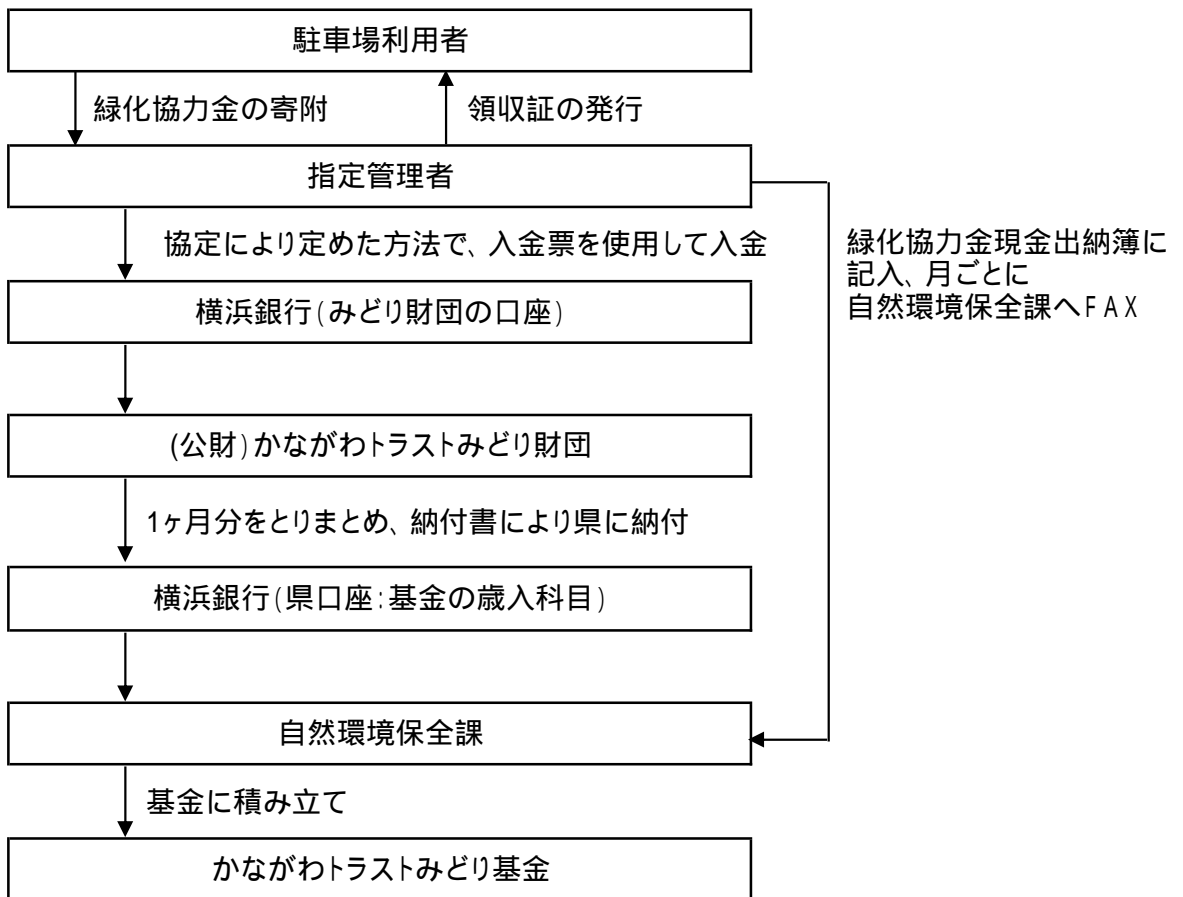 駐車場利用者
緑化協力金の寄附
領収証の発行
指定管理者
協定により定めた方法で、入金票を使用して入金
緑化協力金現金出納簿に
記入、月ごとに
自然環境保全課へFAX
横浜銀行(みどり財団の口座)
(公財)かながわトラストみどり財団
1ヶ月分をとりまとめ、納付書により県に納付
横浜銀行(県口座:基金の歳入科目)
自然環境保全課
基金に積み立て
かながわトラストみどり基金